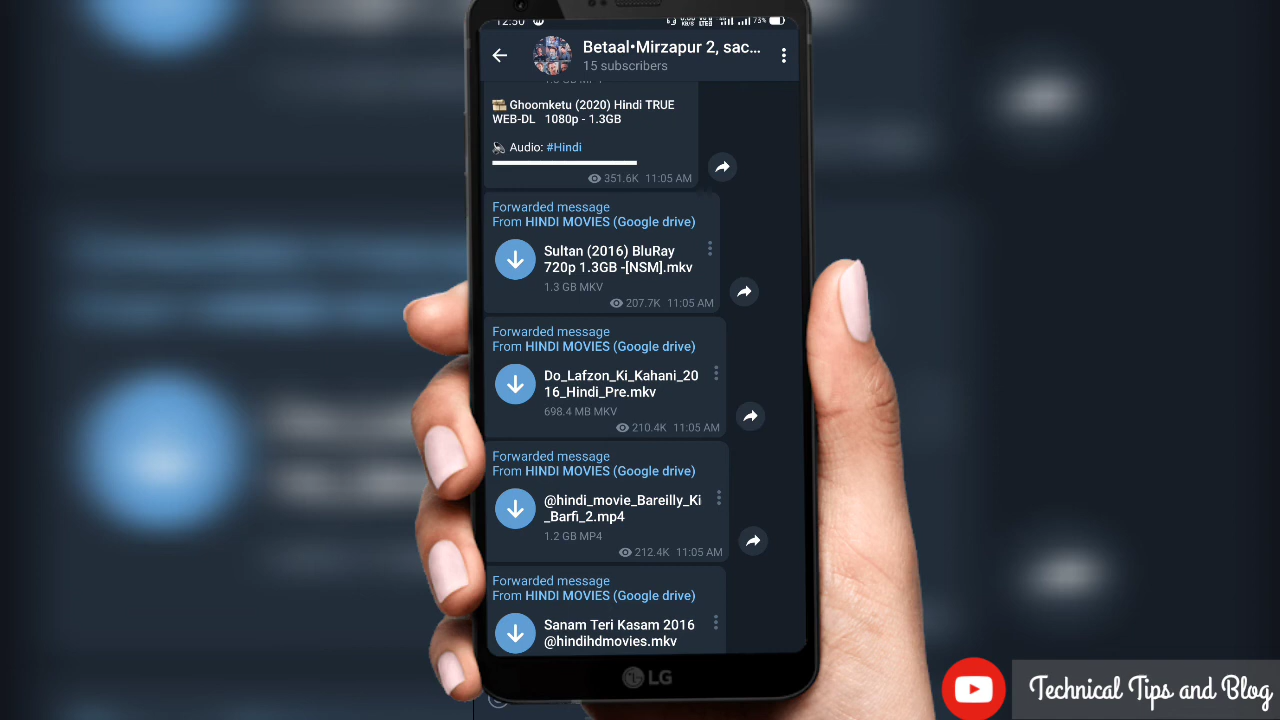 12:50
73%
Betaal•Mirzapur 2, sac...
15 subscribers
Ghoomketu (2020) Hindi TRUE
WEB-DL 1080p - 1.3GB
Audio: #Hindi
351.6K 11:05 AM
Forwarded message
From HINDI MOVIES (Google drive)
Sultan (2016) BluRay
720p 1.3GB -[NSM].mkv
1.3 GB MKV
207.7K 11:05 AM
Forwarded message
From HINDI MOVIES (Google drive)
Do_Lafzon_Ki_Kahani_20
16_Hindi_Pre.mkv
698.4 MB MKV
210.4K 11:05 AM
Forwarded message
From HINDI MOVIES (Google drive)
@hindi_movie_Bareilly_Ki
_Barfi_2.mp4
1.2 GB MP4
212.4K 11:05 AM
Forwarded message
From HINDI MOVIES (Google drive)
Sanam Teri Kasam 2016
@hindihdmovies.mkv
LG
Technical Tips and Blog